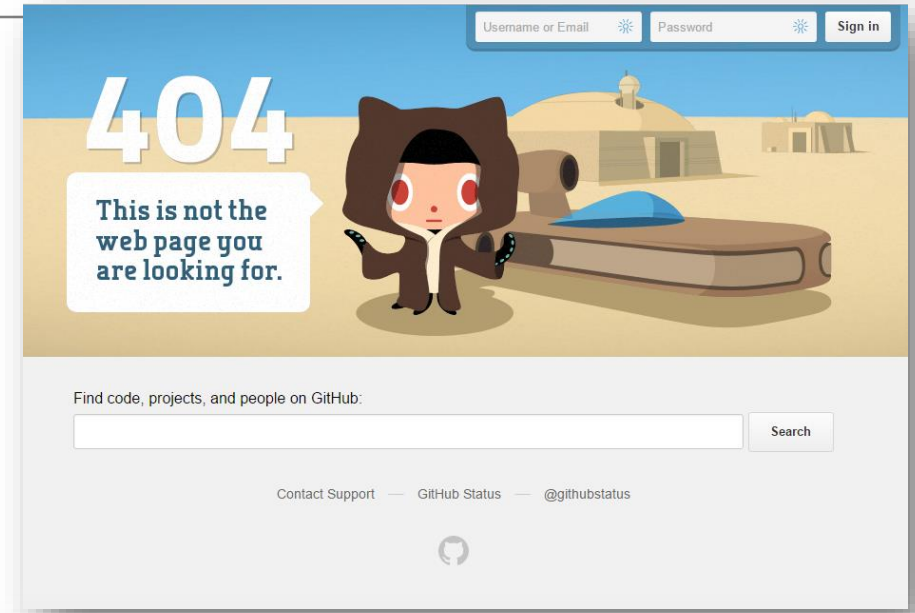 Username or Email
Password
Sign in
404
This is not the
web page you
are looking for.
Find code, projects, and people on GitHub:
Search
Contact Support — GitHub Status — @githubstatus